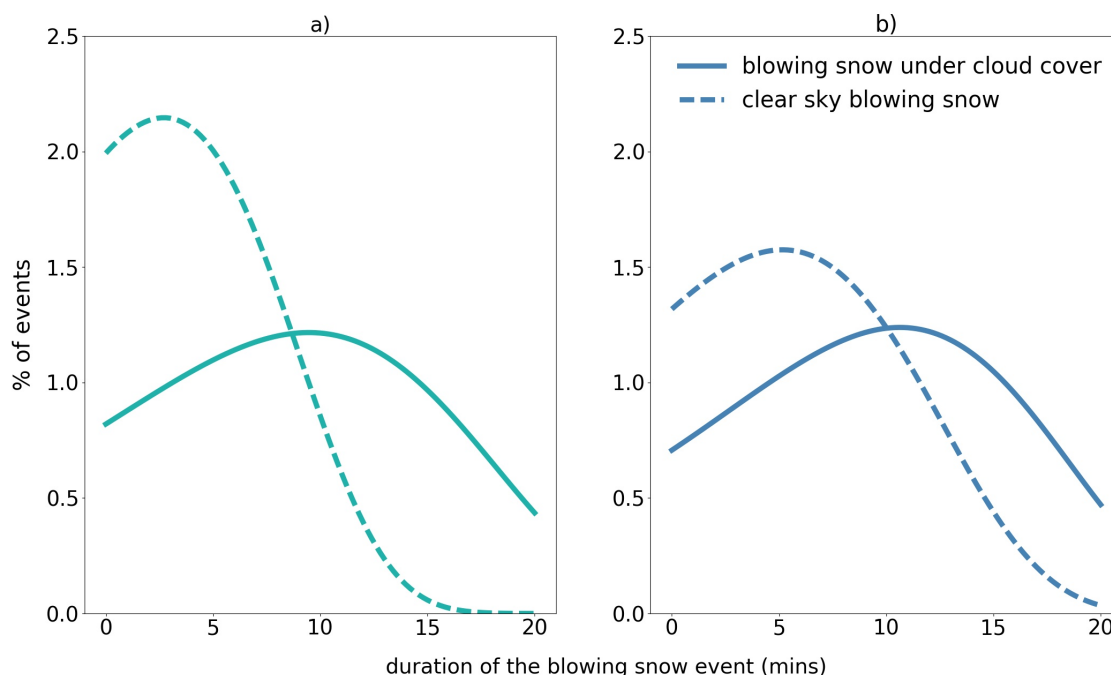 a)
2.5
2.0
1.5
1.0
0.5
0.0
% of events
0 5 10 15 20
b)
2.5
2.0
1.5
1.0
0.5
0.0
blowing snow under cloud cover
clear sky blowing snow
0 5 10 15 20
duration of the blowing snow event (mins)